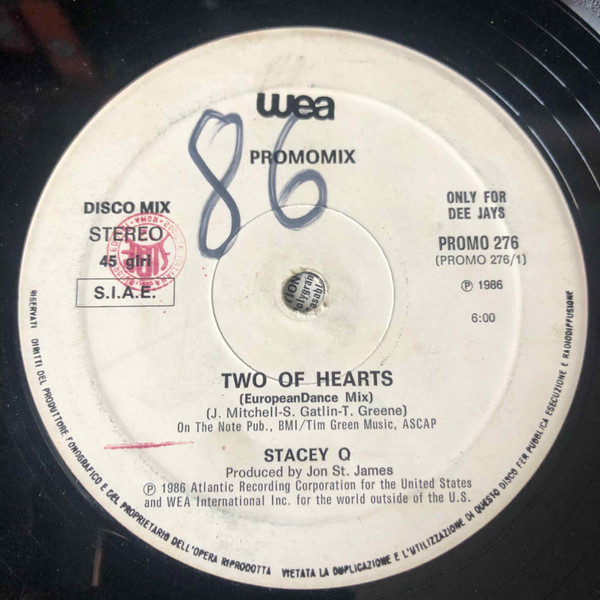 wea
86
PROMOMIX
DISCO MIX
STEREO
45 giri
S.I.A.E.
ONLY FOR
DEE JAYS
PROMO 276
(PROMO 276/1)
Ⓟ 1986
6:00
TWO OF HEARTS
(EuropeanDance Mix)
(J. Mitchell-S. Gatlin-T. Greene)
On The Note Pub., BMI/Tim Green Music, ASCAP
STACEY Q
Produced by Jon St. James
Ⓟ 1986 Atlantic Recording Corporation for the United States
and WEA International Inc. for the world outside of the U.S.
RISERVATI DIRITTI DEL PRODUTTORE FONOGRAFICO E DEL PROPRIETARIO DELL'OPERA RIPRODOTTA VIETATA LA DUPLICAZIONE E L'UTILIZZAZIONE DI QUESTO DISCO PER PUBBLICA ESECUZIONE E RADIODIFFUSIONE